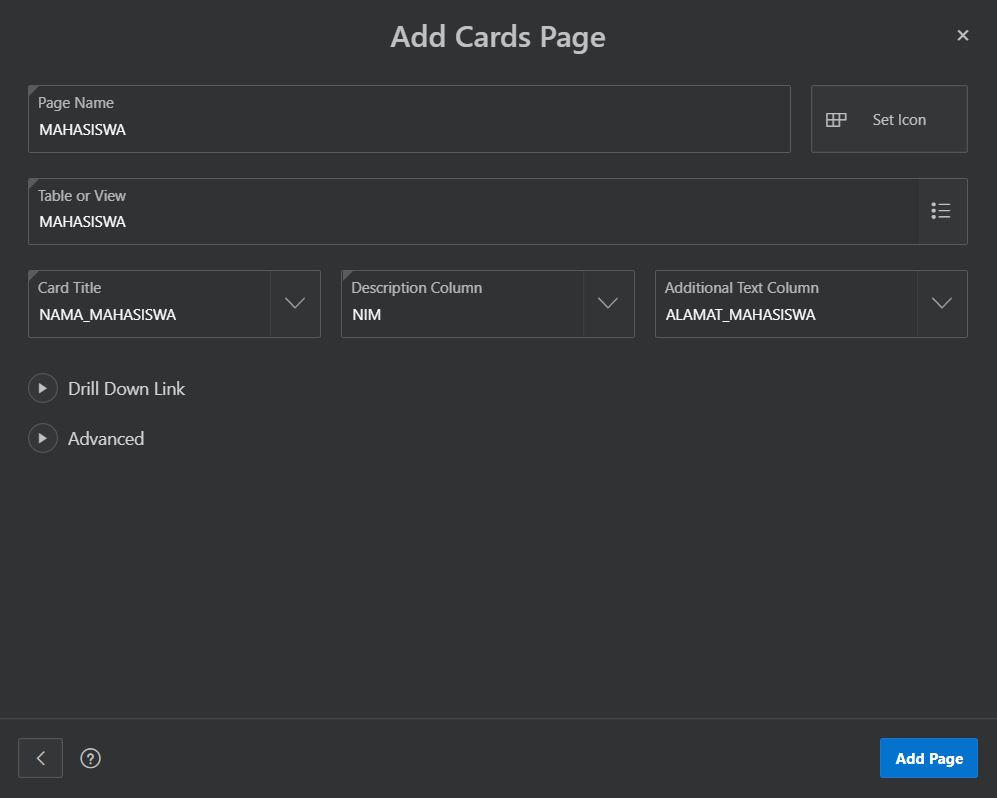 Add Cards Page
Page Name
MAHASISWA
Set Icon
Table or View
MAHASISWA
Card Title
NAMA_MAHASISWA
Description Column
NIM
Additional Text Column
ALAMAT_MAHASISWA
Drill Down Link
Advanced
Add Page